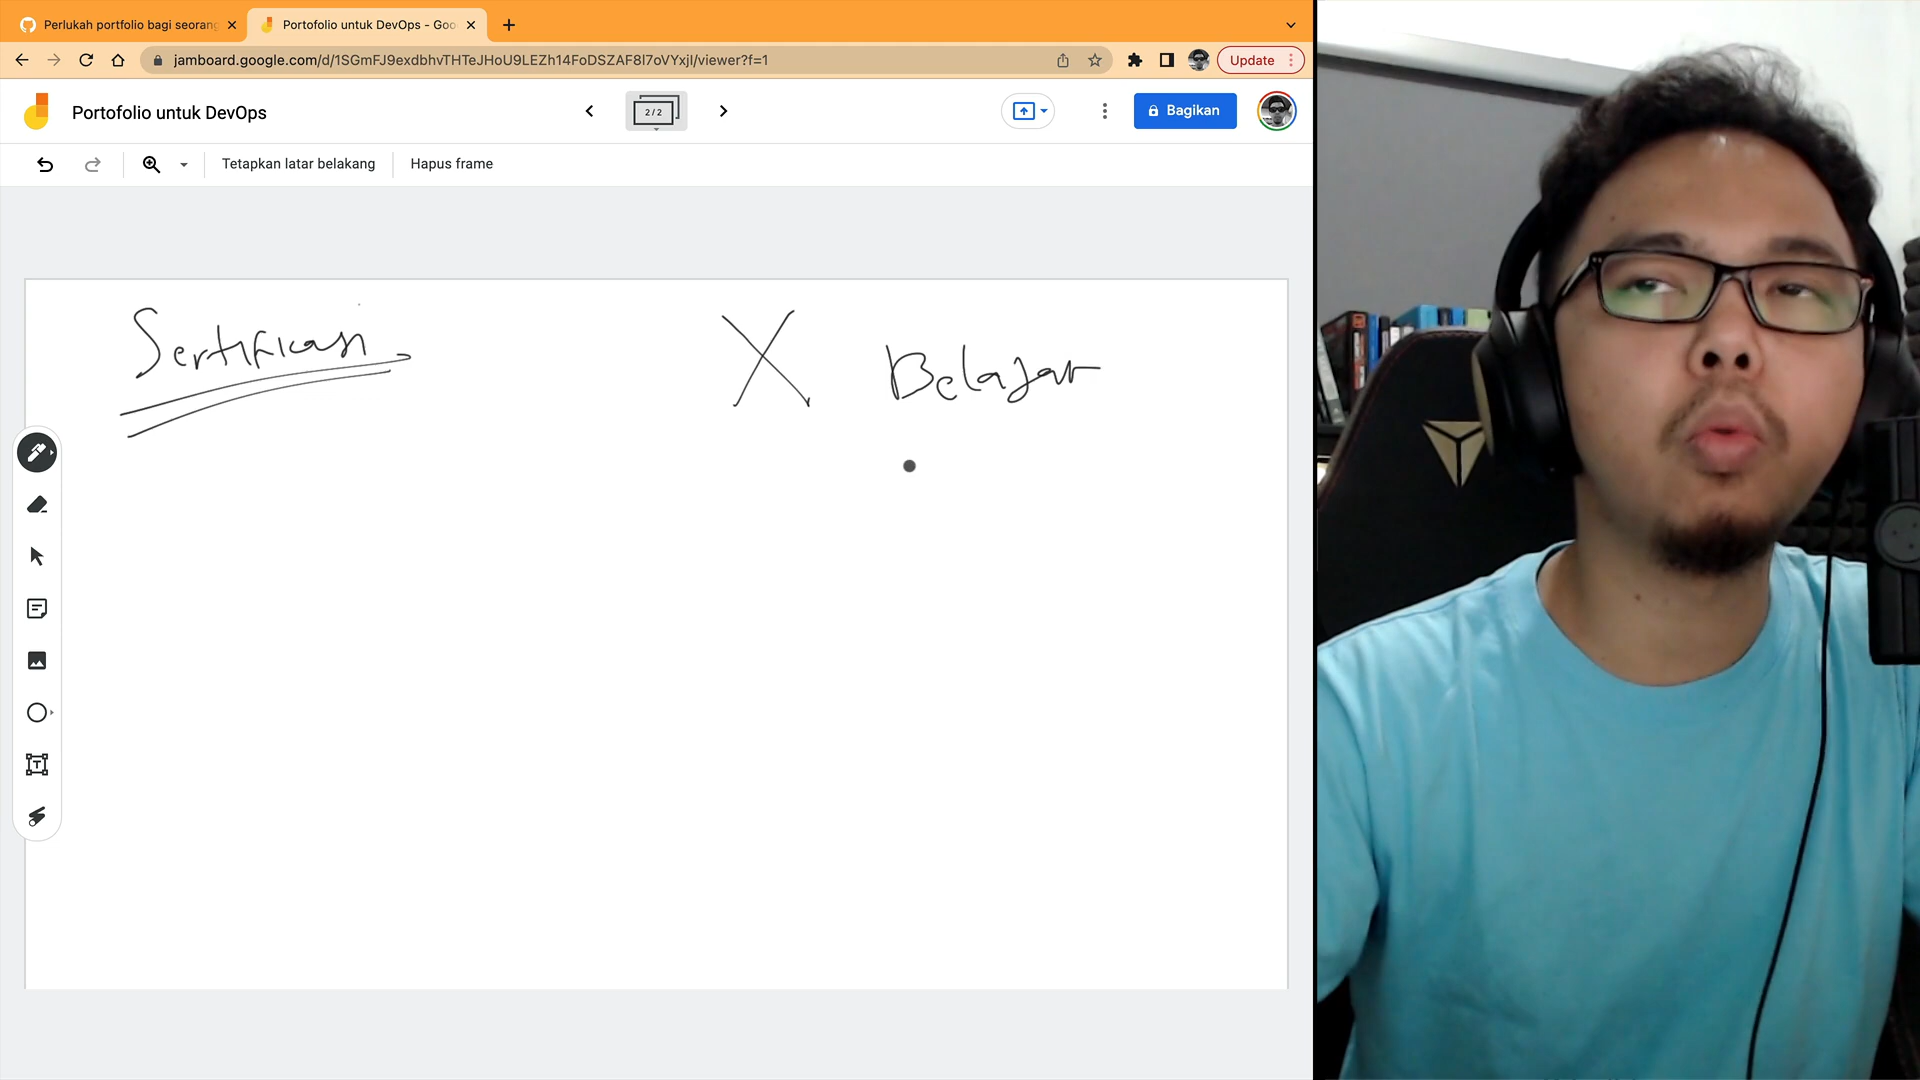 Perlukah portfolio bagi seorang
Portofolio untuk DevOps - Goo
jamboard.google.com/d/1SGmFJ9exdbhvTHTeJHoU9LEZh14FoDSZAF8I7oVYxjI/viewer?f=1
Update
Portofolio untuk DevOps
2 / 2
Bagikan
Tetapkan latar belakang
Hapus frame
Sertifikasi
X Belajar